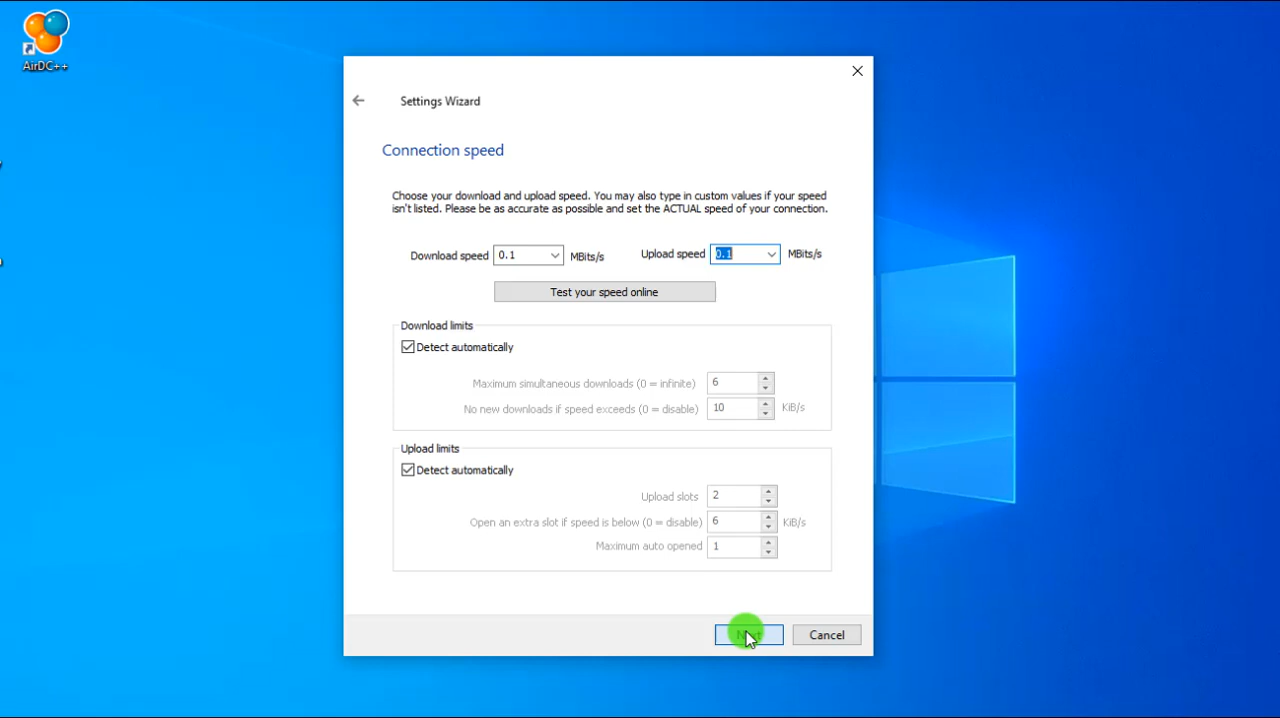 AirDC++
Settings Wizard
Connection speed
Choose your download and upload speed. You may also type in custom values if your speed
isn't listed. Please be as accurate as possible and set the ACTUAL speed of your connection.
Download speed 0.1 MBits/s Upload speed 0.1 MBits/s
Test your speed online
Download limits
Detect automatically
Maximum simultaneous downloads (0 = infinite) 6
No new downloads if speed exceeds (0 = disable) 10 KiB/s
Upload limits
Detect automatically
Upload slots 2
Open an extra slot if speed is below (0 = disable) 6 KiB/s
Maximum auto opened 1
Cancel